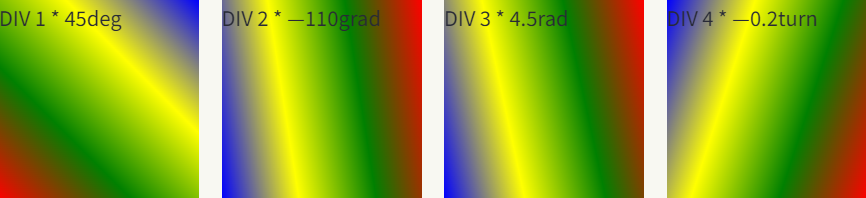 DIV 1 * 45deg
DIV 2 * —110grad
DIV 3 * 4.5rad
DIV 4 * —0.2turn